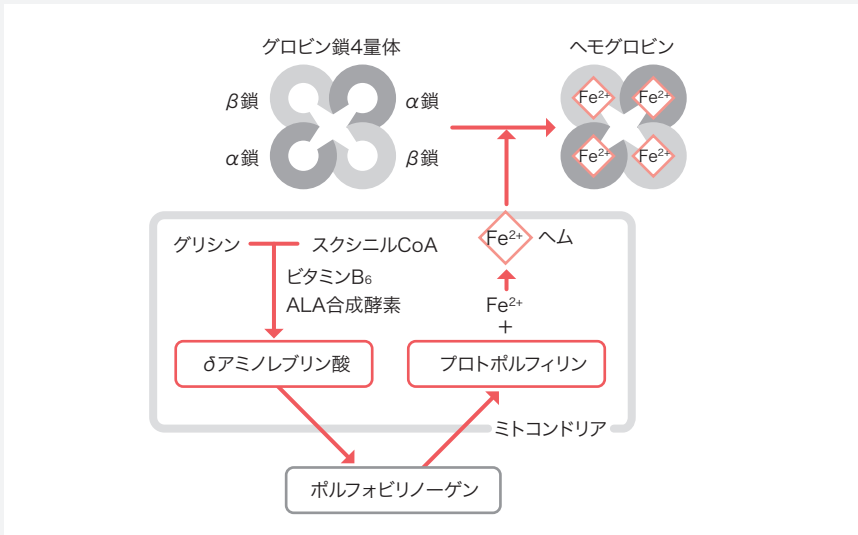 グロビン鎖4量体
ヘモグロビン
β鎖
α鎖
α鎖
β鎖
Fe²⁺
Fe²⁺
Fe²⁺
Fe²⁺
グリシン
スクシニルCoA
ビタミンB₆
ALA合成酵素
Fe²⁺
ヘム
Fe²⁺
+
δアミノレブリン酸
プロトポルフィリン
ミトコンドリア
ポルフォビリノーゲン